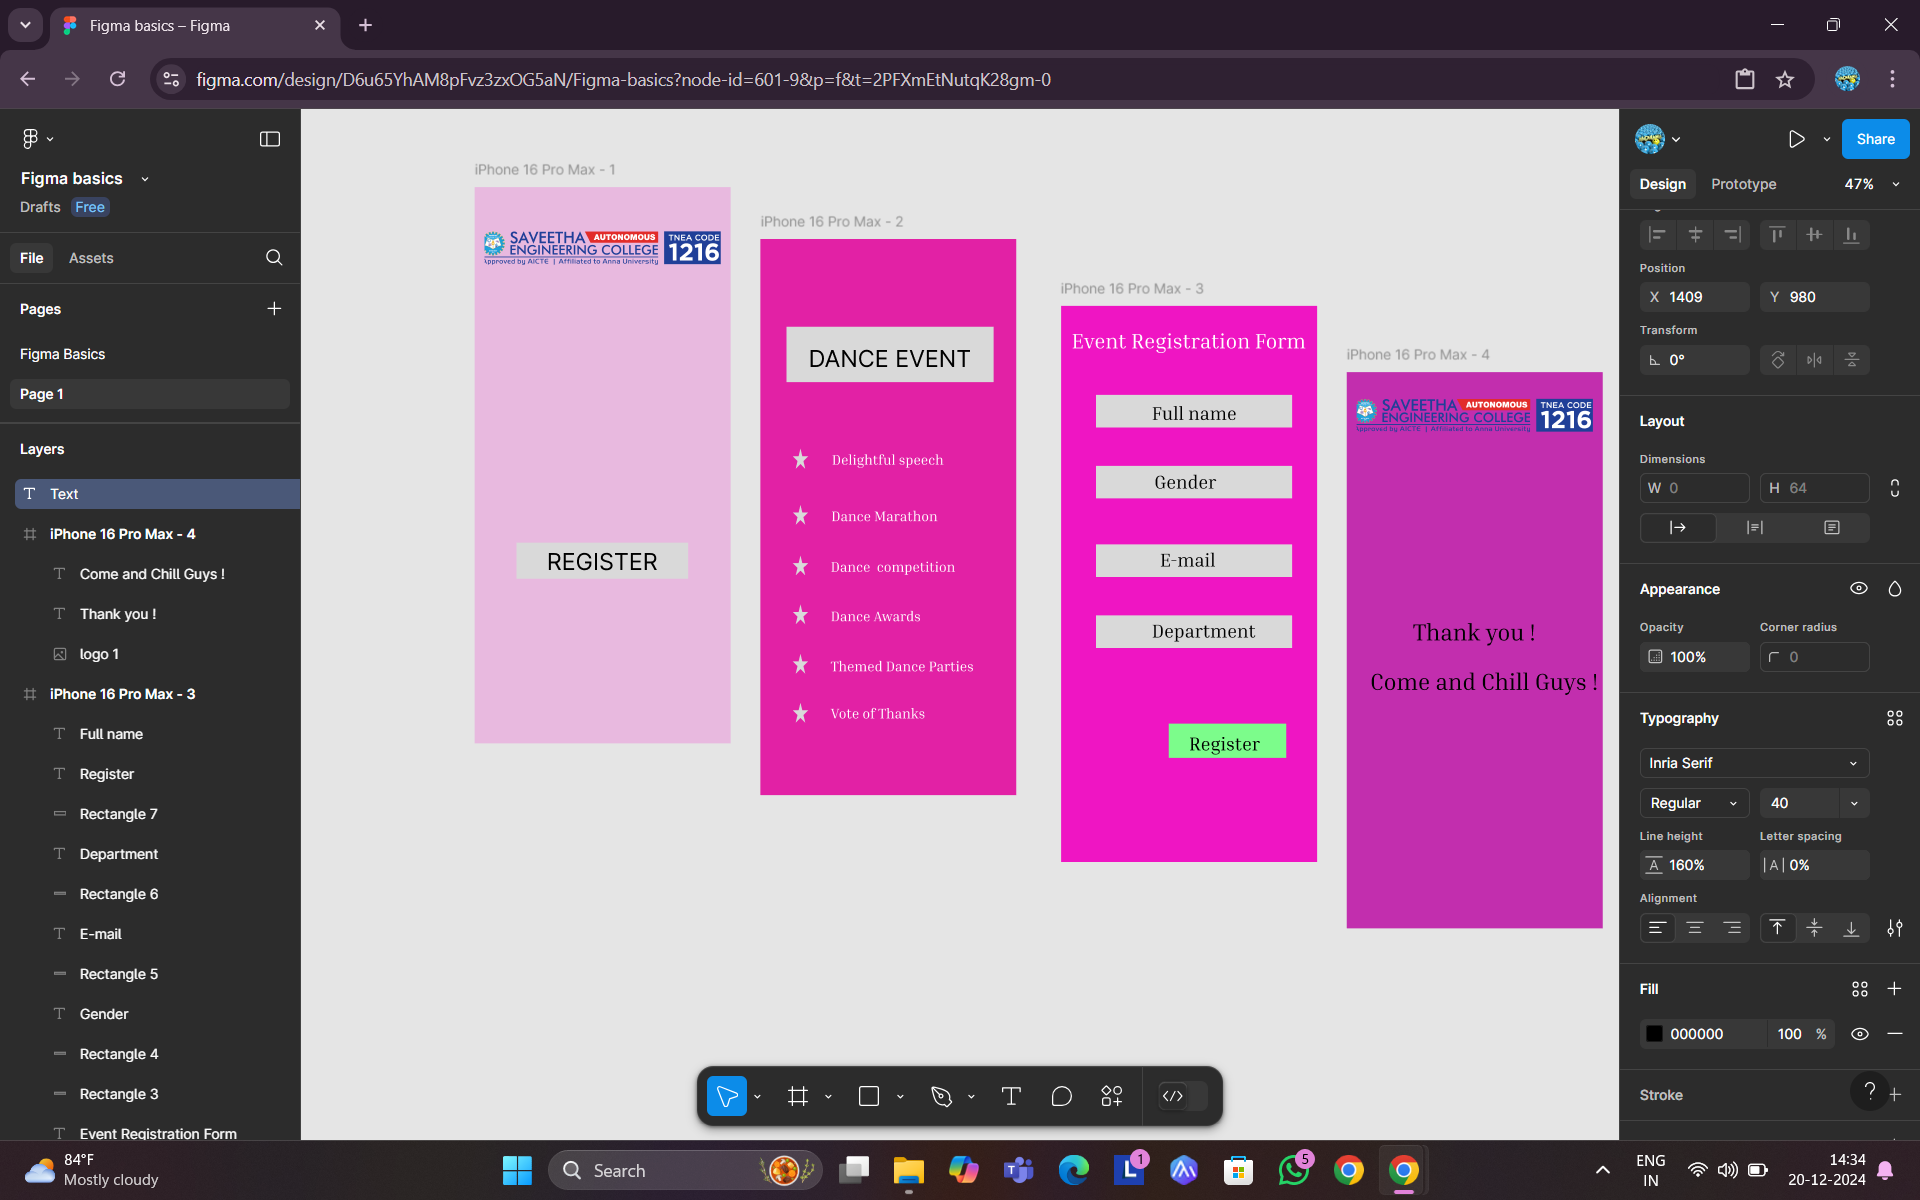 Figma basics – Figma
figma.com/design/D6u65YhAM8pFvz3zxOG5aN/Figma-basics?node-id=601-9&p=f&t=2PFXmEtNutqK28gm-0
Figma basics
Drafts Free
File Assets
Pages
Figma Basics
Page 1
Layers
Text
iPhone 16 Pro Max - 4
Come and Chill Guys !
Thank you !
logo 1
iPhone 16 Pro Max - 3
Full name
Register
Rectangle 7
Department
Rectangle 6
E-mail
Rectangle 5
Gender
Rectangle 4
Rectangle 3
Event Registration Form
iPhone 16 Pro Max - 1
SAVEETHA AUTONOMOUS
ENGINEERING COLLEGE
Approved by AICTE | Affiliated to Anna University
TNEA CODE
1216
REGISTER
iPhone 16 Pro Max - 2
DANCE EVENT
Delightful speech
Dance Marathon
Dance competition
Dance Awards
Themed Dance Parties
Vote of Thanks
iPhone 16 Pro Max - 3
Event Registration Form
Full name
Gender
E-mail
Department
Register
iPhone 16 Pro Max - 4
SAVEETHA AUTONOMOUS
ENGINEERING COLLEGE
Approved by AICTE | Affiliated to Anna University
TNEA CODE
1216
Thank you !
Come and Chill Guys !
Share
Design Prototype 47%
Position
X 1409 Y 980
Transform
0°
Layout
Dimensions
W 0 H 64
Appearance
Opacity Corner radius
100% 0
Typography
Inria Serif
Regular 40
Line height Letter spacing
160% 0%
Alignment
Fill
000000 100 %
Stroke
?
84°F
Mostly cloudy
Search
1
5
ENG
IN
14:34
20-12-2024